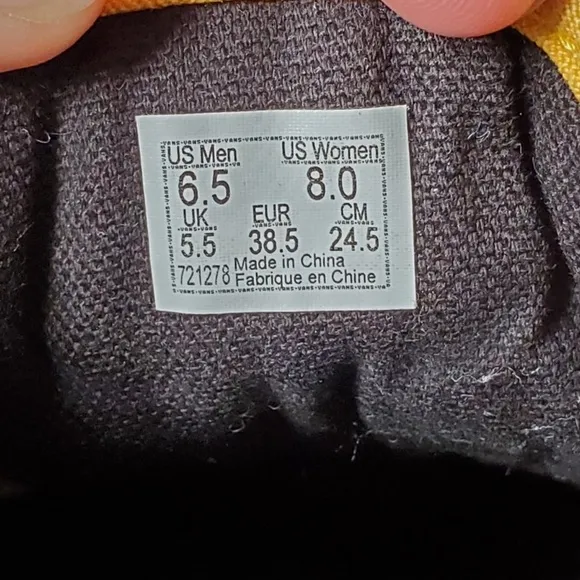 US Men US Women
6.5 8.0
UK EUR CM
5.5 38.5 24.5
721278 Made in China
Fabrique en Chine